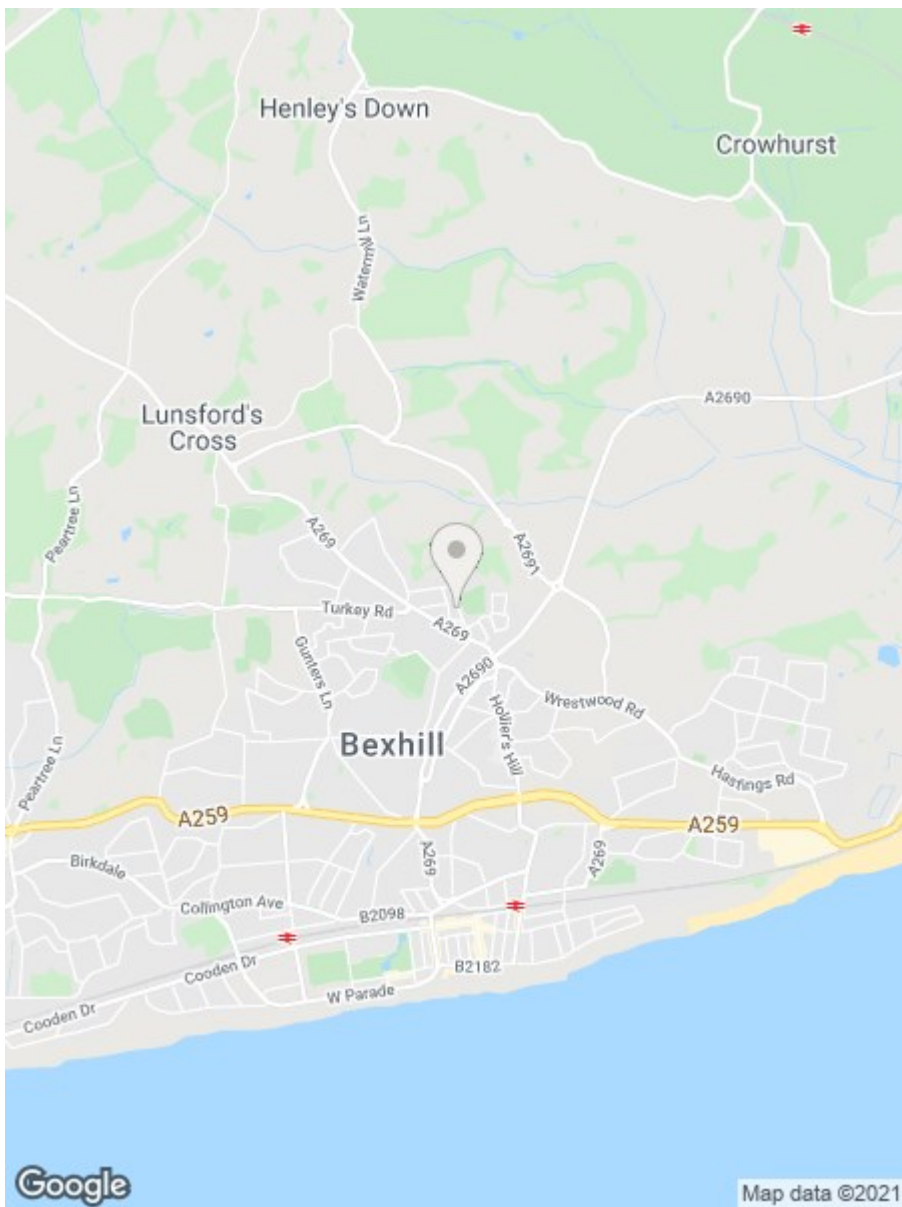 Henley's Down
Crowhurst
Watermill Ln
A2690
Lunsford's
Cross
Peartree Ln
A269
A2691
Turkey Rd
A269
Gunters Ln
A2690
Wrestwood Rd
Hollier's Hill
Bexhill
Peartree Ln
Hastings Rd
A259
A259
Birkdale
A269
A269
Collington Ave
B2098
Cooden Dr
B2182
W Parade
Cooden Dr
Google
Map data ©2021